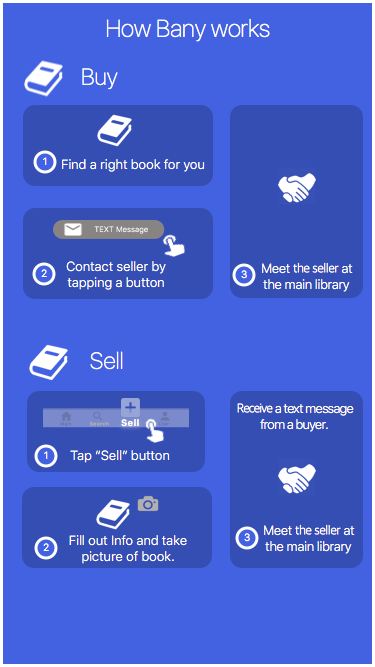 How Bany works
Buy
1 Find a right book for you
TEXT Message
2 Contact seller by
tapping a button
3 Meet the seller at
the main library
Sell
Search
Sell
1 Tap “Sell” button
2 Fill out Info and take
picture of book.
Receive a text message
from a buyer.
3 Meet the seller at
the main library